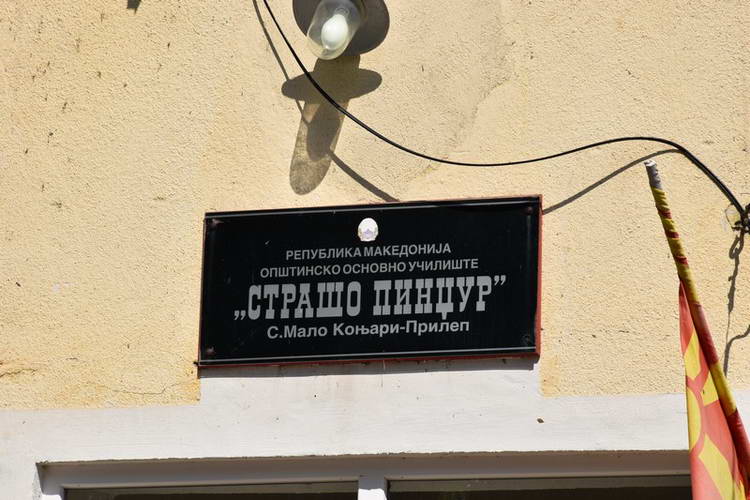 РЕПУБЛИКА МАКЕДОНИЈА
ОПШТИНСКО ОСНОВНО УЧИЛИШТЕ
„СТРАШО ПИНЏУР”
С.Мало Коњари-Прилеп